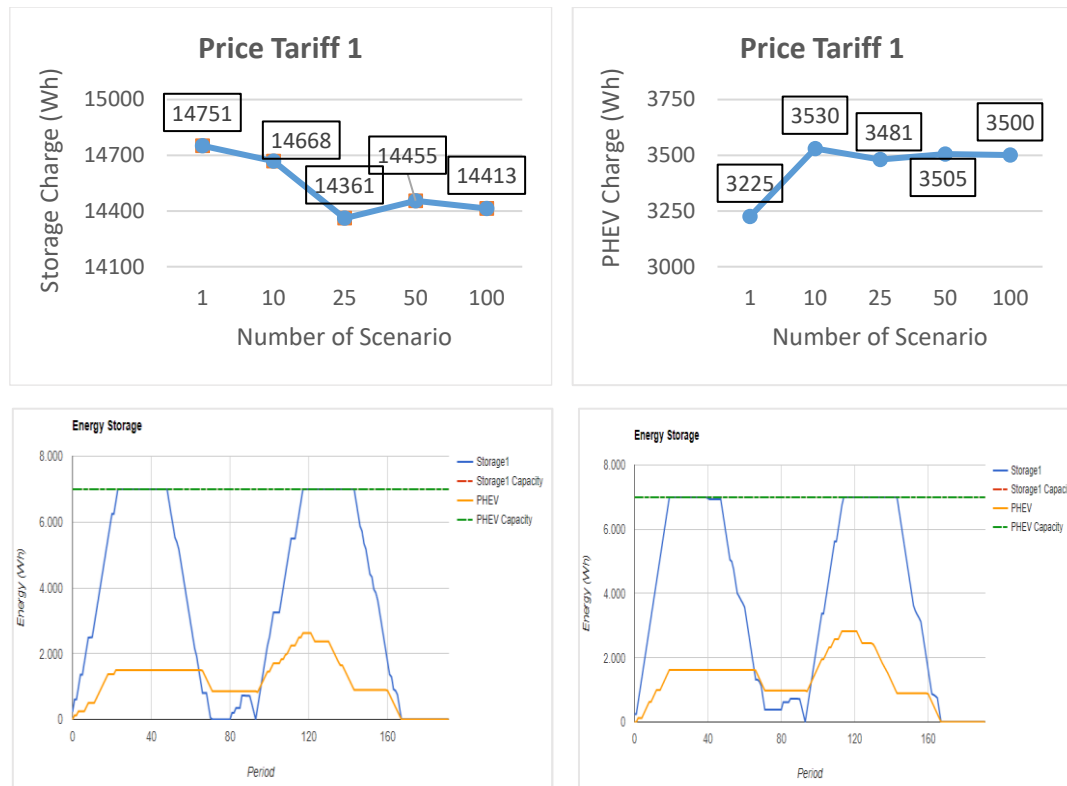 Price Tariff 1
Storage Charge (Wh)
15000
14700
14400
14100
14751
14668
14361
14455
14413
1
10
25
50
100
Number of Scenario
Price Tariff 1
PHEV Charge (Wh)
3750
3500
3250
3000
3225
3530
3481
3505
3500
1
10
25
50
100
Number of Scenario
Energy Storage
Energy (Wh)
8.000
6.000
4.000
2.000
0
0
40
80
120
160
Period
Storage1
Storage1 Capacity
PHEV
PHEV Capacity
Energy Storage
Energy (Wh)
8.000
6.000
4.000
2.000
0
0
40
80
120
160
Period
Storage1
Storage1 Capac
PHEV
PHEV Capacity